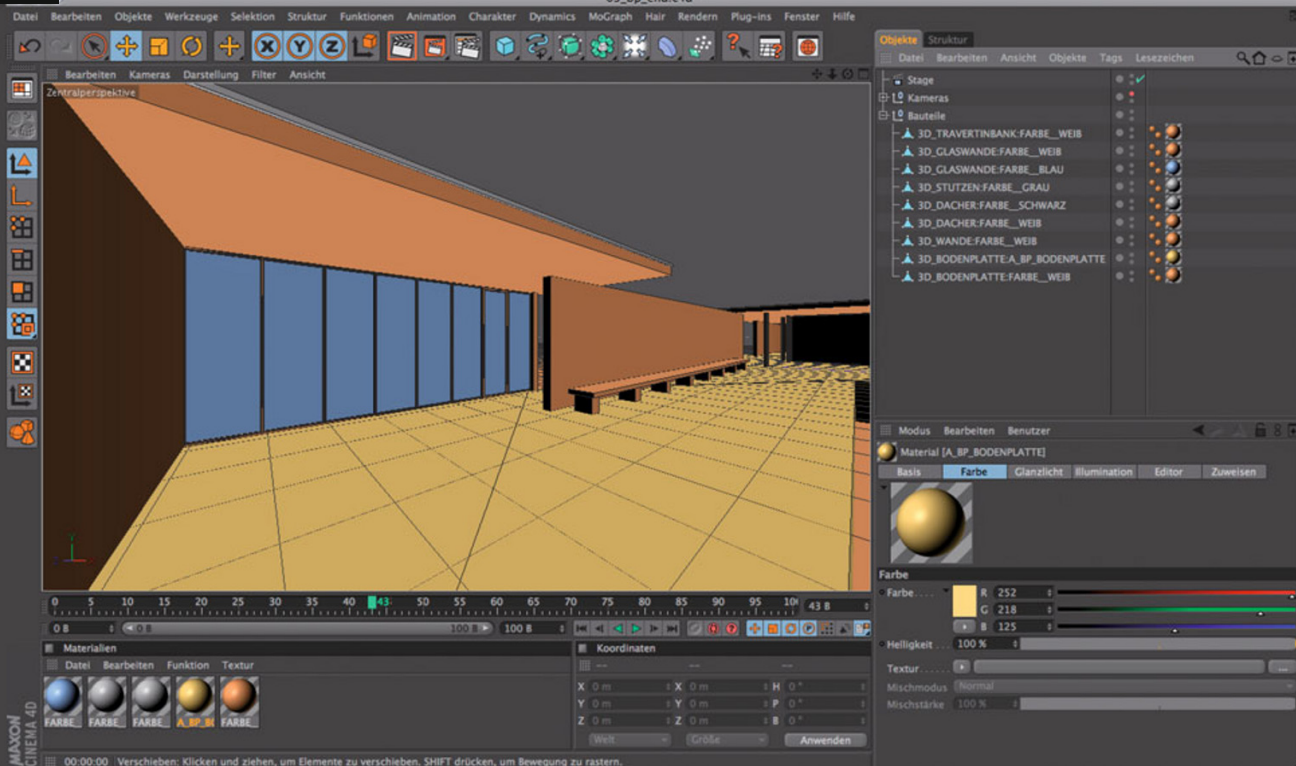 Datei Bearbeiten Objekte Werkzeuge Selektion Struktur Funktionen Animation Charakter Dynamics MoGraph Hair Rendern Plug-ins Fenster Hilfe
Bearbeiten Kameras Darstellung Filter Ansicht
Zentralperspektive
Objekte Struktur
Datei Bearbeiten Ansicht Objekte Tags Lesezeichen
Stage
Kameras
Bauteile
3D_TRAVERTINBANK:FARBE__WEIB
3D_GLASWANDE:FARBE__WEIB
3D_GLASWANDE:FARBE__BLAU
3D_STUTZEN:FARBE__GRAU
3D_DACHER:FARBE__SCHWARZ
3D_DACHER:FARBE__WEIB
3D_WANDE:FARBE__WEIB
3D_BODENPLATTE:A_BP_BODENPLATTE
3D_BODENPLATTE:FARBE__WEIB
Modus Bearbeiten Benutzer
Material [A_BP_BODENPLATTE]
Basis Farbe Glanzlicht Illumination Editor Zuweisen
Farbe
Farbe.... R 252
G 218
B 125
Helligkeit 100 %
Textur......
Mischmodus Normal
Mischstärke 100 %
0 5 10 15 20 25 30 35 40 43 50 55 60 65 70 75 80 85 90 95 10 43 B
0 B 0 B 100 B 100 B
Materialien
Datei Bearbeiten Funktion Textur
FARBE_ FARBE_ FARBE_ A_BP_BO FARBE_
Koordinaten
-- -- --
X 0 m X 0 m H 0°
Y 0 m Y 0 m P 0°
Z 0 m Z 0 m B 0°
Welt Größe Anwenden
MAXON
CINEMA 4D
00:00:00 Verschieben: Klicken und ziehen, um Elemente zu verschieben. SHIFT drücken, um Bewegung zu rastern.